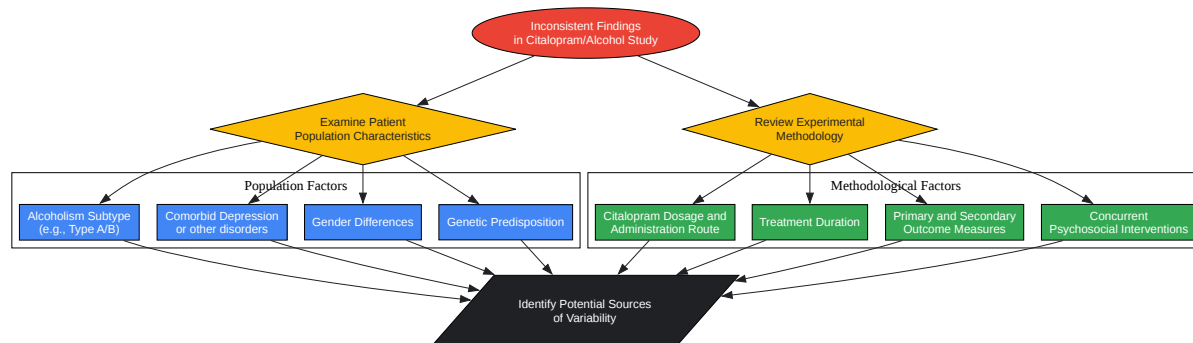 Inconsistent Findings
in Citalopram/Alcohol Study
Examine Patient
Population Characteristics
Review Experimental
Methodology
Population Factors
Methodological Factors
Alcoholism Subtype
(e.g., Type A/B)
Comorbid Depression
or other disorders
Gender Differences
Genetic Predisposition
Citalopram Dosage and
Administration Route
Treatment Duration
Primary and Secondary
Outcome Measures
Concurrent
Psychosocial Interventions
Identify Potential Sources
of Variability